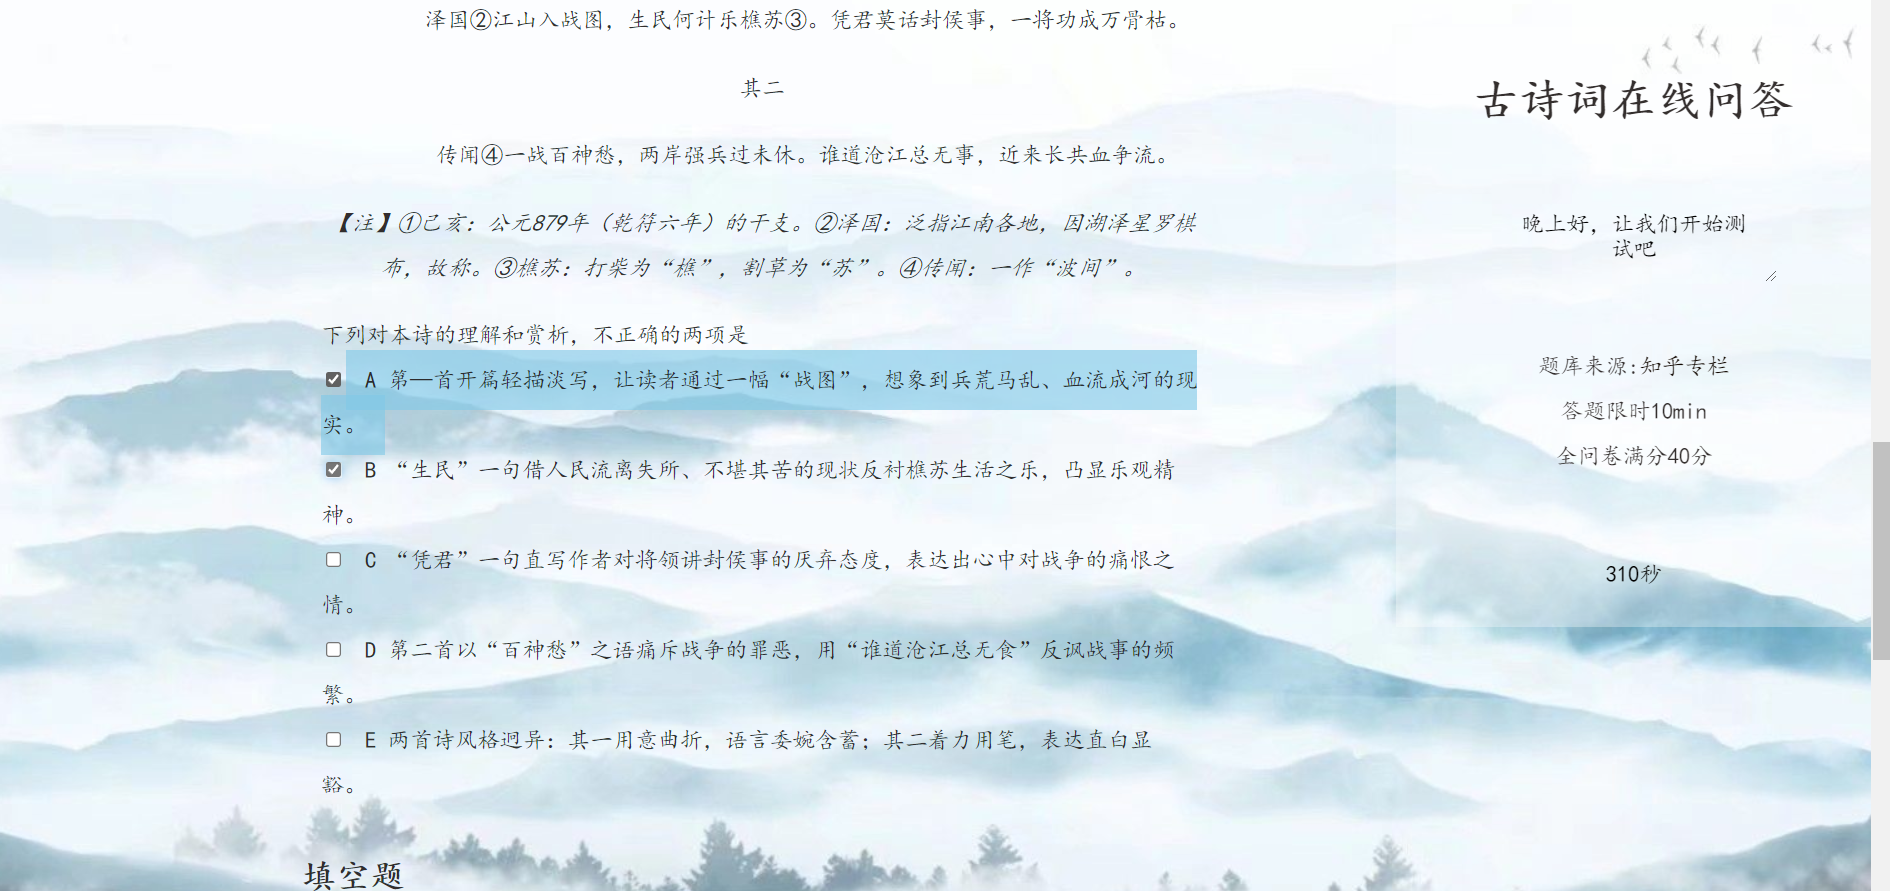 泽国②江山入战图，生民何计乐樵苏③。凭君莫话封侯事，一将功成万骨枯。
其二
传闻④一战百神愁，两岸强兵过未休。谁道沧江总无事，近来长共血争流。
【注】①己亥：公元879年（乾符六年）的干支。②泽国：泛指江南各地，因湖泽星罗棋
布，故称。③樵苏：打柴为“樵”，割草为“苏”。④传闻：一作“波间”。
下列对本诗的理解和赏析，不正确的两项是
A 第一首开篇轻描淡写，让读者通过一幅“战图”，想象到兵荒马乱、血流成河的现
实。
B “生民”一句借人民流离失所、不堪其苦的现状反衬樵苏生活之乐，凸显乐观精
神。
C “凭君”一句直写作者对将领讲封侯事的厌弃态度，表达出心中对战争的痛恨之
情。
D 第二首以“百神愁”之语痛斥战争的罪恶，用“谁道沧江总无食”反讽战事的频
繁。
E 两首诗风格迥异：其一用意曲折，语言委婉含蓄；其二着力用笔，表达直白显
豁。
填空题
古诗词在线问答
晚上好，让我们开始测
试吧
题库来源:知乎专栏
答题限时10min
全问卷满分40分
310秒